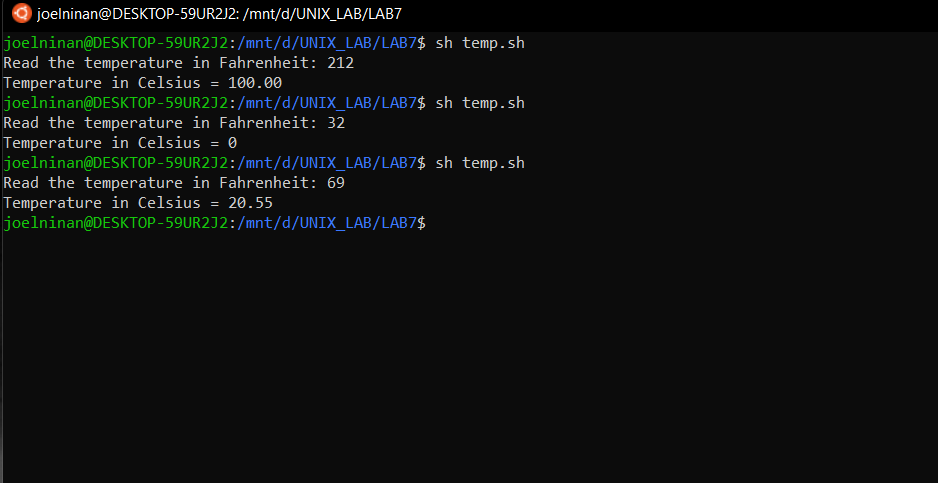 joelninan@DESKTOP-59UR2J2: /mnt/d/UNIX_LAB/LAB7
joelninan@DESKTOP-59UR2J2:/mnt/d/UNIX_LAB/LAB7$ sh temp.sh
Read the temperature in Fahrenheit: 212
Temperature in Celsius = 100.00
joelninan@DESKTOP-59UR2J2:/mnt/d/UNIX_LAB/LAB7$ sh temp.sh
Read the temperature in Fahrenheit: 32
Temperature in Celsius = 0
joelninan@DESKTOP-59UR2J2:/mnt/d/UNIX_LAB/LAB7$ sh temp.sh
Read the temperature in Fahrenheit: 69
Temperature in Celsius = 20.55
joelninan@DESKTOP-59UR2J2:/mnt/d/UNIX_LAB/LAB7$